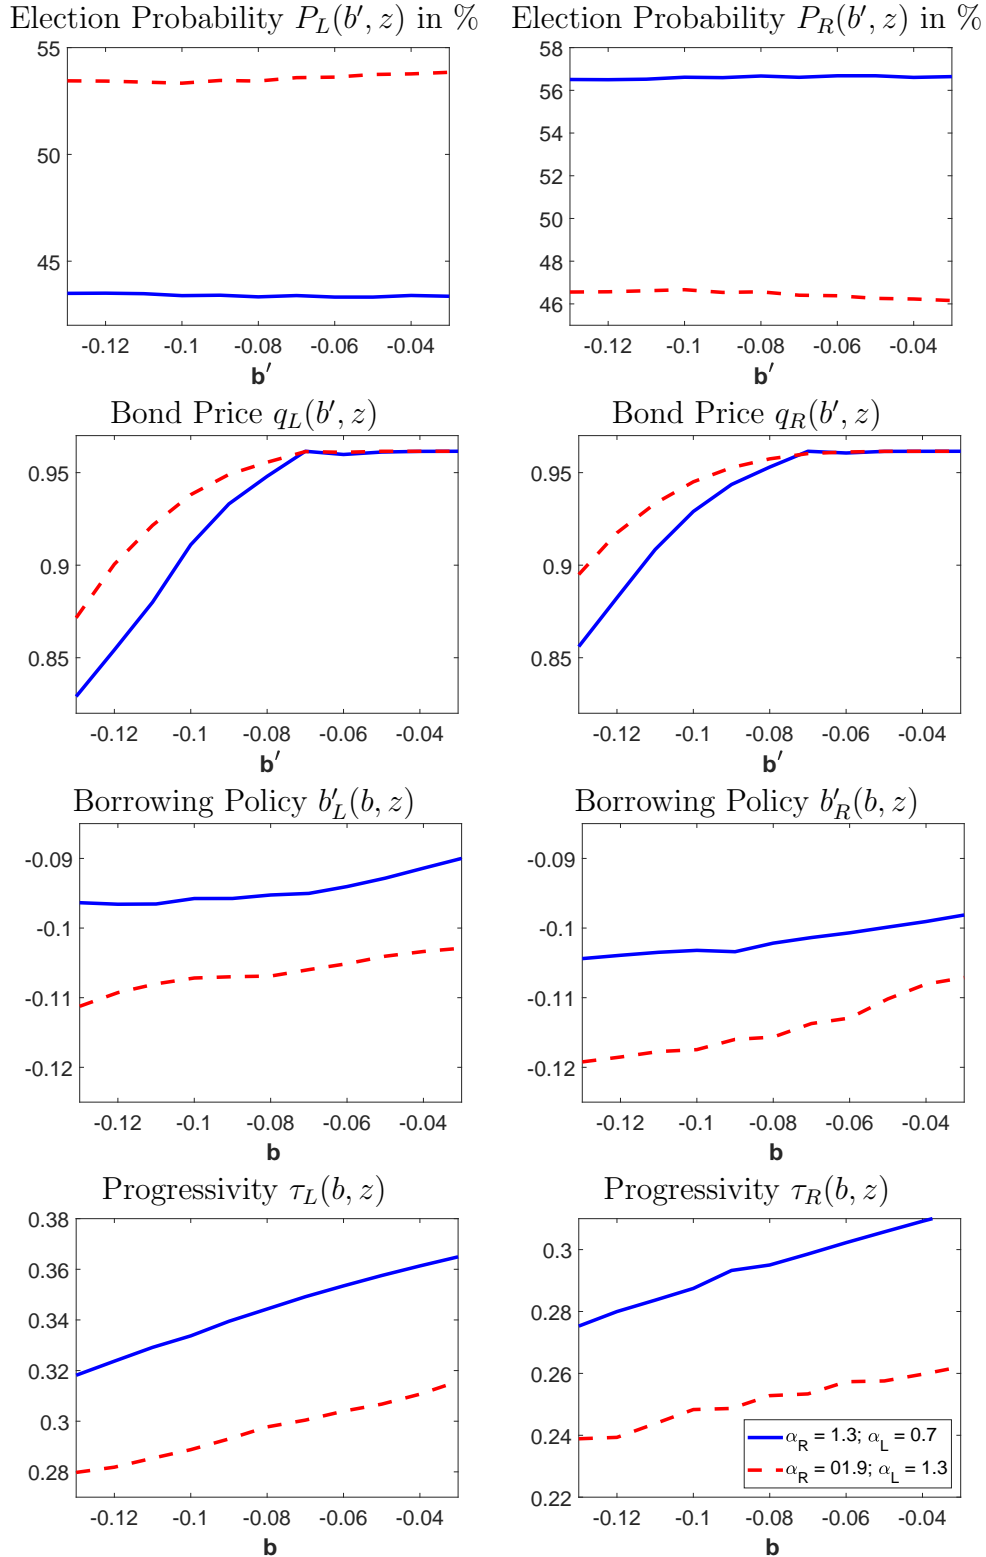 Election Probability P_L(b′, z) in %
Election Probability P_R(b′, z) in %
55
50
45
-0.12 -0.1 -0.08 -0.06 -0.04
b′
58
56
54
52
50
48
46
-0.12 -0.1 -0.08 -0.06 -0.04
b′
Bond Price q_L(b′, z)
Bond Price q_R(b′, z)
0.95
0.9
0.85
-0.12 -0.1 -0.08 -0.06 -0.04
b′
0.95
0.9
0.85
-0.12 -0.1 -0.08 -0.06 -0.04
b′
Borrowing Policy b′_L(b, z)
Borrowing Policy b′_R(b, z)
-0.09
-0.1
-0.11
-0.12
-0.12 -0.1 -0.08 -0.06 -0.04
b
-0.09
-0.1
-0.11
-0.12
-0.12 -0.1 -0.08 -0.06 -0.04
b
Progressivity τ_L(b, z)
Progressivity τ_R(b, z)
0.38
0.36
0.34
0.32
0.3
0.28
-0.12 -0.1 -0.08 -0.06 -0.04
b
0.3
0.28
0.26
0.24
0.22
-0.12 -0.1 -0.08 -0.06 -0.04
b
α_R = 1.3; α_L = 0.7
α_R = 01.9; α_L = 1.3